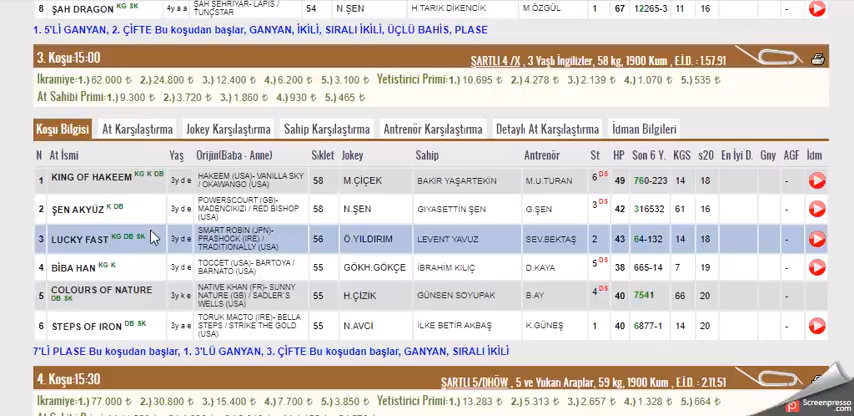 8 ŞAH DRAGON KG SK 4y a a ŞAH ŞEHRİYAR- LAPIS / TUNÇSTAR 54 N.ŞEN H.TARIK DİKENCİK M.ÖZGÜL 1 67 12265-3 11 16
1. 5'Lİ GANYAN, 2. ÇİFTE Bu koşudan başlar, GANYAN, İKİLİ, SIRALI İKİLİ, ÜÇLÜ BAHİS, PLASE
3. Koşu:15:00 ŞARTLI 4 /X , 3 Yaşlı İngilizler, 58 kg, 1900 Kum , E.İ.D. : 1.57.91
Ikramiye:1.) 62.000 ₺ 2.) 24.800 ₺ 3.) 12.400 ₺ 4.) 6.200 ₺ 5.) 3.100 ₺ Yetistirici Primi:1.) 10.695 ₺ 2.) 4.278 ₺ 3.) 2.139 ₺ 4.) 1.070 ₺ 5.) 535 ₺
At Sahibi Primi:1.) 9.300 ₺ 2.) 3.720 ₺ 3.) 1.860 ₺ 4.) 930 ₺ 5.) 465 ₺
Koşu Bilgisi At Karşılaştırma Jokey Karşılaştırma Sahip Karşılaştırma Antrenör Karşılaştırma Detaylı At Karşılaştırma İdman Bilgileri
N At İsmi Yaş Orijin(Baba - Anne) Sıklet Jokey Sahip Antrenör St HP Son 6 Y. KGS s20 En İyi D. Gny AGF İdm
1 KING OF HAKEEM KG K DB 3y d e HAKEEM (USA)- VANILLA SKY / OKAWANGO (USA) 58 M.ÇİÇEK BAKIR YAŞARTEKİN M.U.TURAN 6 DS 49 760-223 14 18 -
2 ŞEN AKYÜZ K DB 3y d e POWERSCOURT (GB)- MADENCIKIZI / RED BISHOP (USA) 58 N.ŞEN GIYASETTİN ŞEN G.ŞEN 3 DS 42 316532 61 16 -
3 LUCKY FAST KG DB SK 3y d e SMART ROBIN (JPN)- PRASHOCK (IRE) / TRADITIONALLY (USA) 56 Ö.YILDIRIM LEVENT YAVUZ SEV.BEKTAŞ 2 43 64-132 14 18 -
4 BİBA HAN KG K 3y d e TOCCET (USA)- BARTOYA / BARNATO (USA) 55 GÖKH.GÖKÇE İBRAHİM KILIÇ D.KAYA 5 DS 38 665-14 7 19 -
5 COLOURS OF NATURE DB SK 3y k e NATIVE KHAN (FR)- SUNNY NATURE (GB) / SADLER'S WELLS (USA) 55 H.ÇİZİK GÜNSEN SOYUPAK B.AY 4 DS 40 7541 66 20 -
6 STEPS OF IRON DB SK 3y a e TORUK MACTO (IRE)- BELLA STEPS / STRIKE THE GOLD (USA) 55 N.AVCİ İLKE BETİR AKBAŞ K.GÜNEŞ 1 40 6877-1 14 20 -
7'Lİ PLASE Bu koşudan başlar, 1. 3'LÜ GANYAN, 3. ÇİFTE Bu koşudan başlar, GANYAN, SIRALI İKİLİ
4. Koşu:15:30 ŞARTLI 5/DHÖW , 5 ve Yukarı Araplar, 59 kg, 1900 Kum , E.İ.D. : 2.11.51
Ikramiye:1.) 77.000 ₺ 2.) 30.800 ₺ 3.) 15.400 ₺ 4.) 7.700 ₺ 5.) 3.850 ₺ Yetistirici Primi:1.) 13.283 ₺ 2.) 5.313 ₺ 3.) 2.657 ₺ 4.) 1.328 ₺ 5.) 664 ₺
Screenpresso
.com